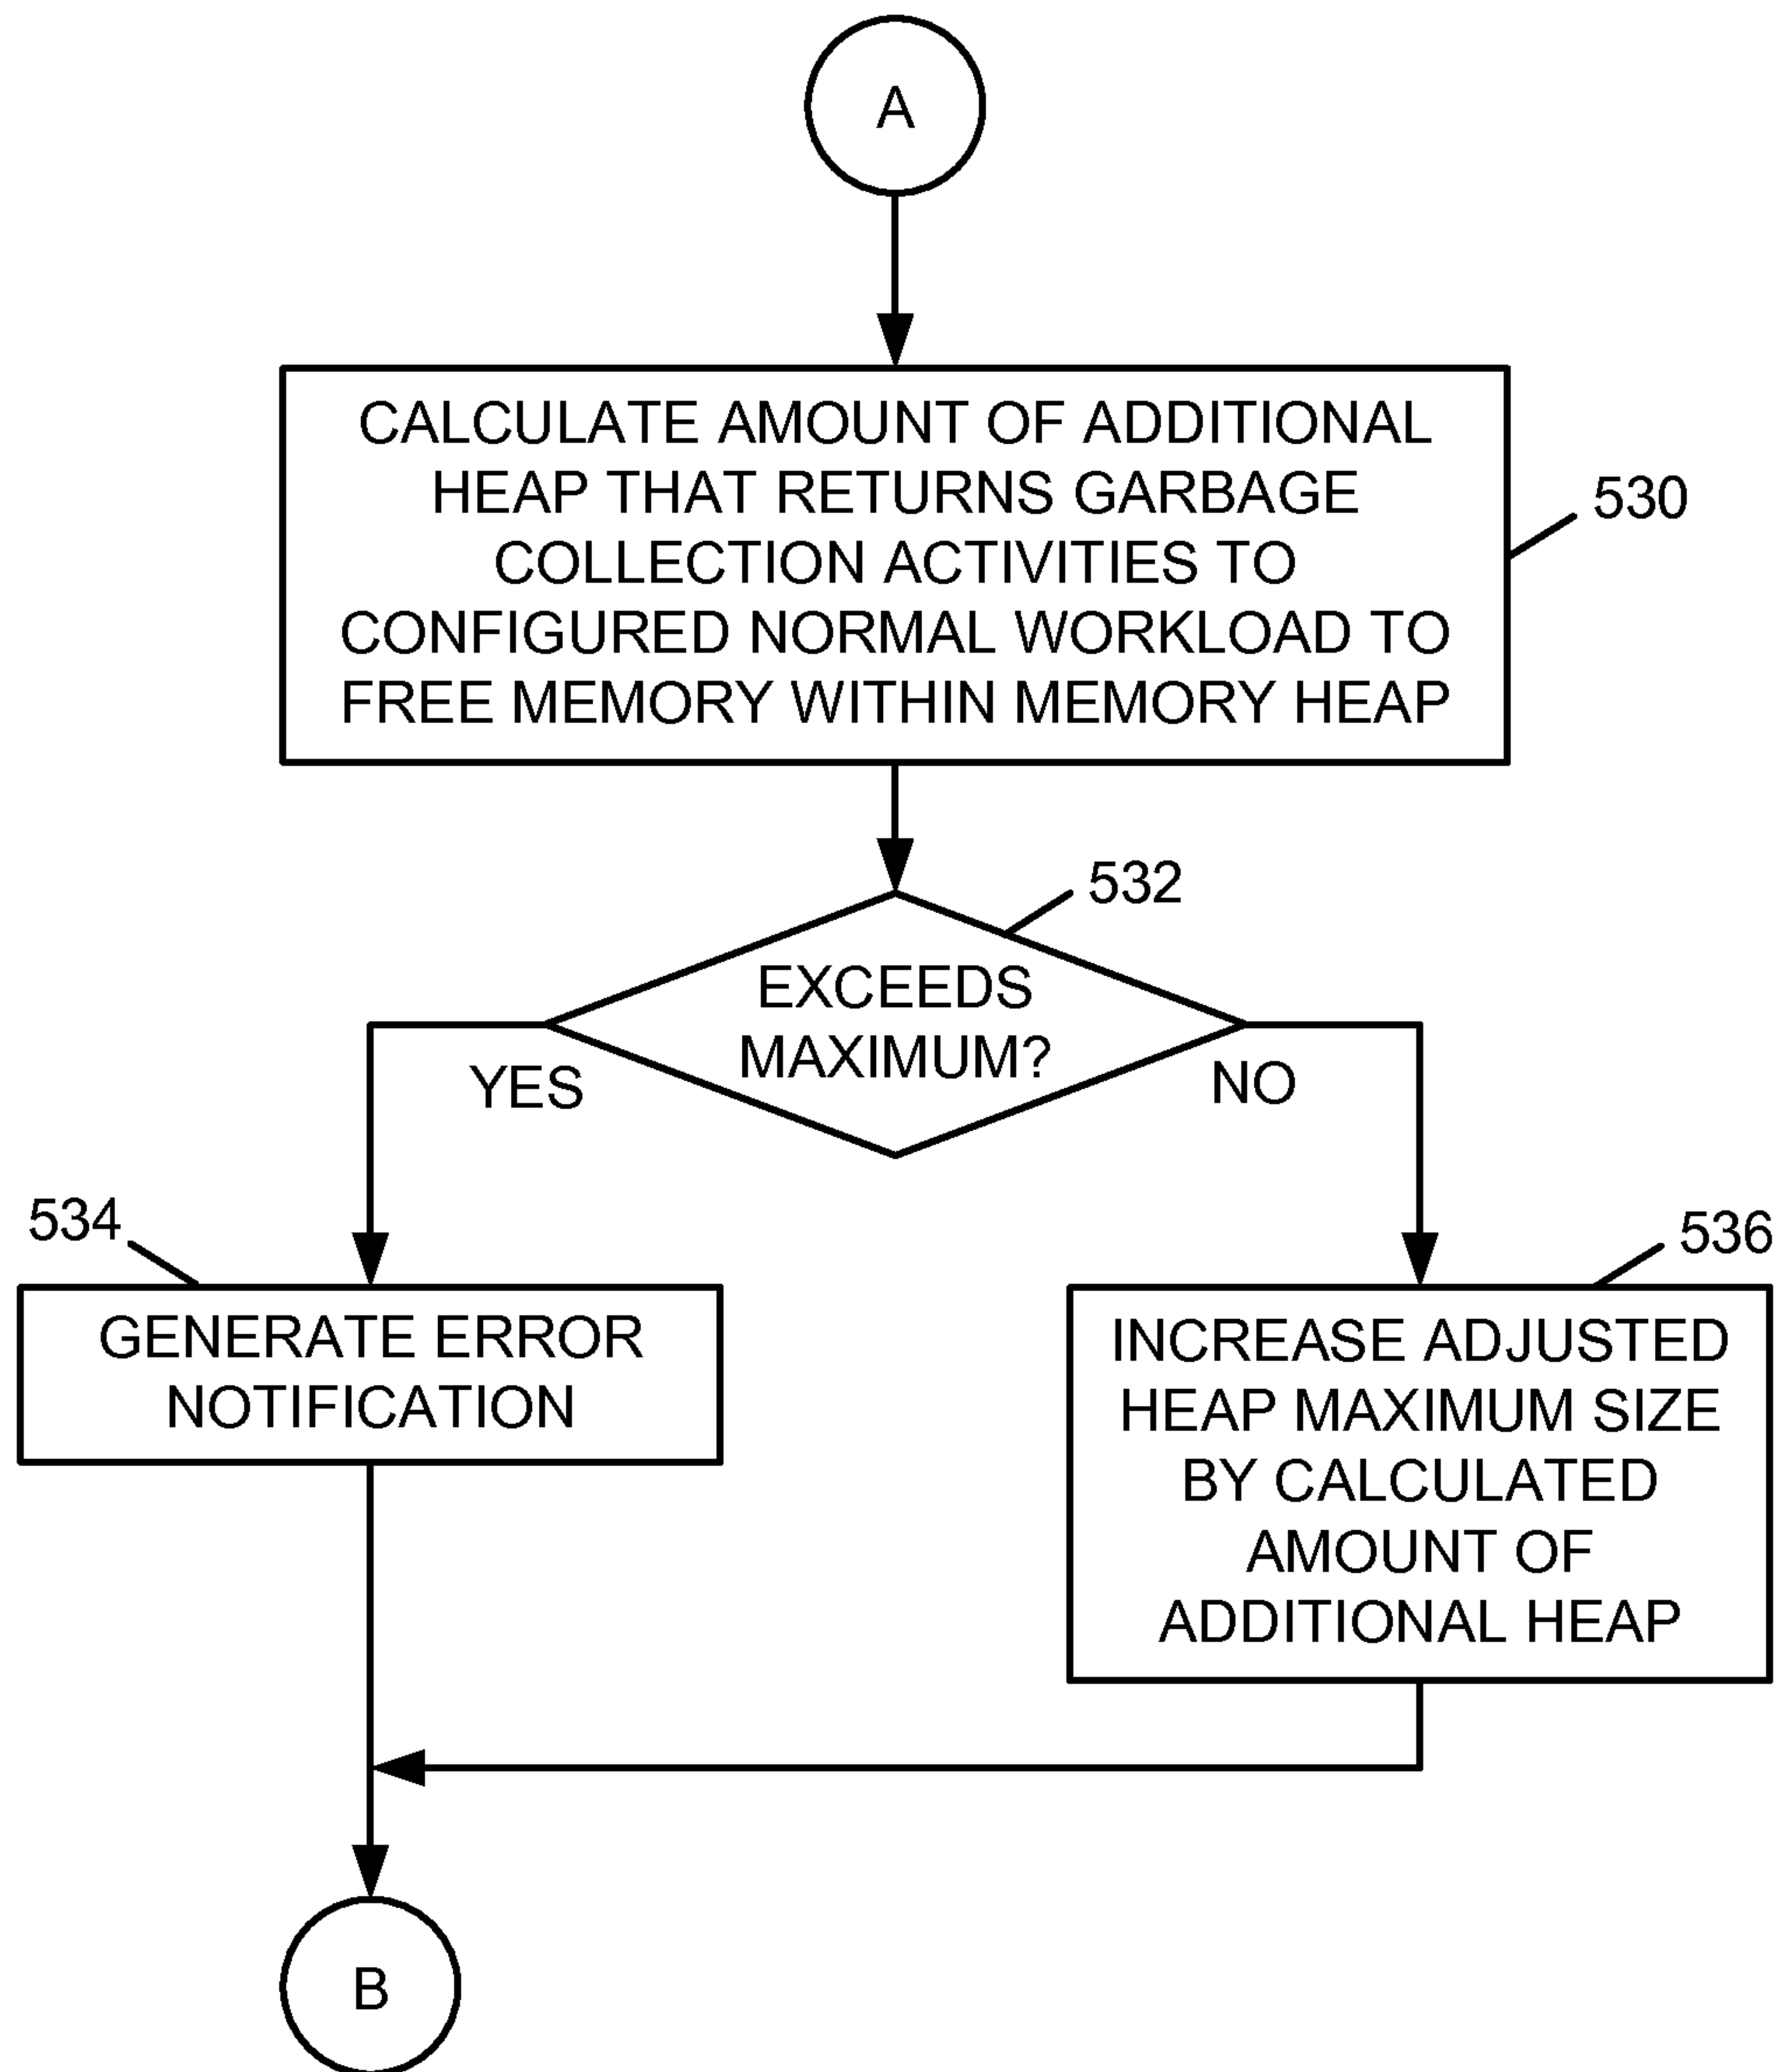 A
CALCULATE AMOUNT OF ADDITIONAL
HEAP THAT RETURNS GARBAGE
COLLECTION ACTIVITIES TO
CONFIGURED NORMAL WORKLOAD TO
FREE MEMORY WITHIN MEMORY HEAP
530
532
EXCEEDS
MAXIMUM?
YES
NO
534
GENERATE ERROR
NOTIFICATION
536
INCREASE ADJUSTED
HEAP MAXIMUM SIZE
BY CALCULATED
AMOUNT OF
ADDITIONAL HEAP
B